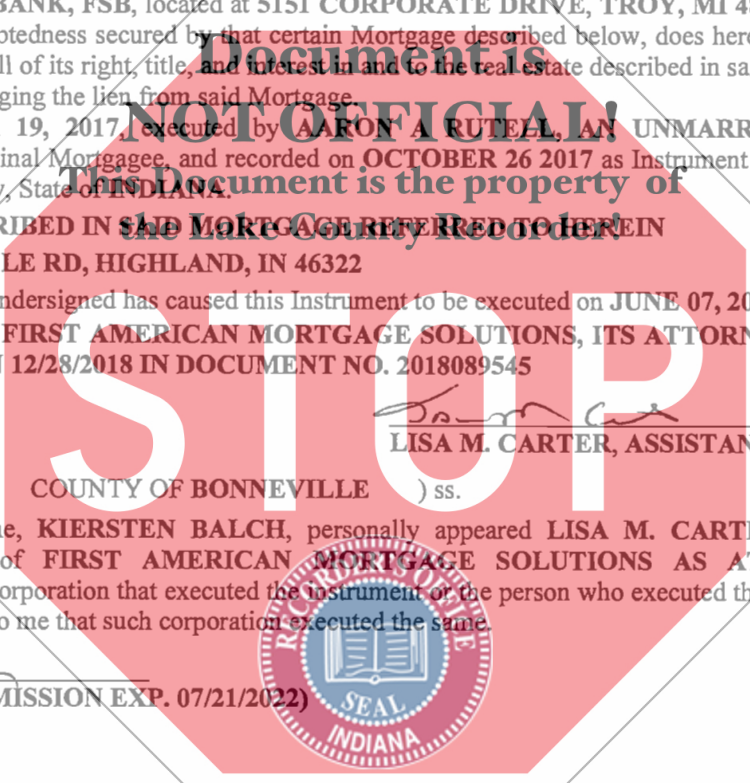 BANK, FSB, located at 5151 CORPORATE DRIVE, TROY, MI 4
btedness secured by that certain Mortgage described below, does here
Document is
ll of its right, title, and interest in and to the real estate described in sa
ging the lien from said Mortgage.
NOT OFFICIAL!
19, 2017, executed by AARON A RUTELL, AN UNMARR
inal Mortgagee, and recorded on OCTOBER 26 2017 as Instrument
This Document is the property of
y, State of INDIANA.
RIBED IN SAID MORTGAGE REFERRED TO HEREIN
the Lake County Recorder!
LE RD, HIGHLAND, IN 46322
ndersigned has caused this Instrument to be executed on JUNE 07, 20
FIRST AMERICAN MORTGAGE SOLUTIONS, ITS ATTORN
12/28/2018 IN DOCUMENT NO. 2018089545
STOP
LISA M. CARTER, ASSISTAN
COUNTY OF BONNEVILLE ) ss.
e, KIERSTEN BALCH, personally appeared LISA M. CARTE
of FIRST AMERICAN MORTGAGE SOLUTIONS AS AT
orporation that executed the instrument or the person who executed th
o me that such corporation executed the same.
RECORDER'S OFFICE
SEAL
INDIANA
MISSION EXP. 07/21/2022)